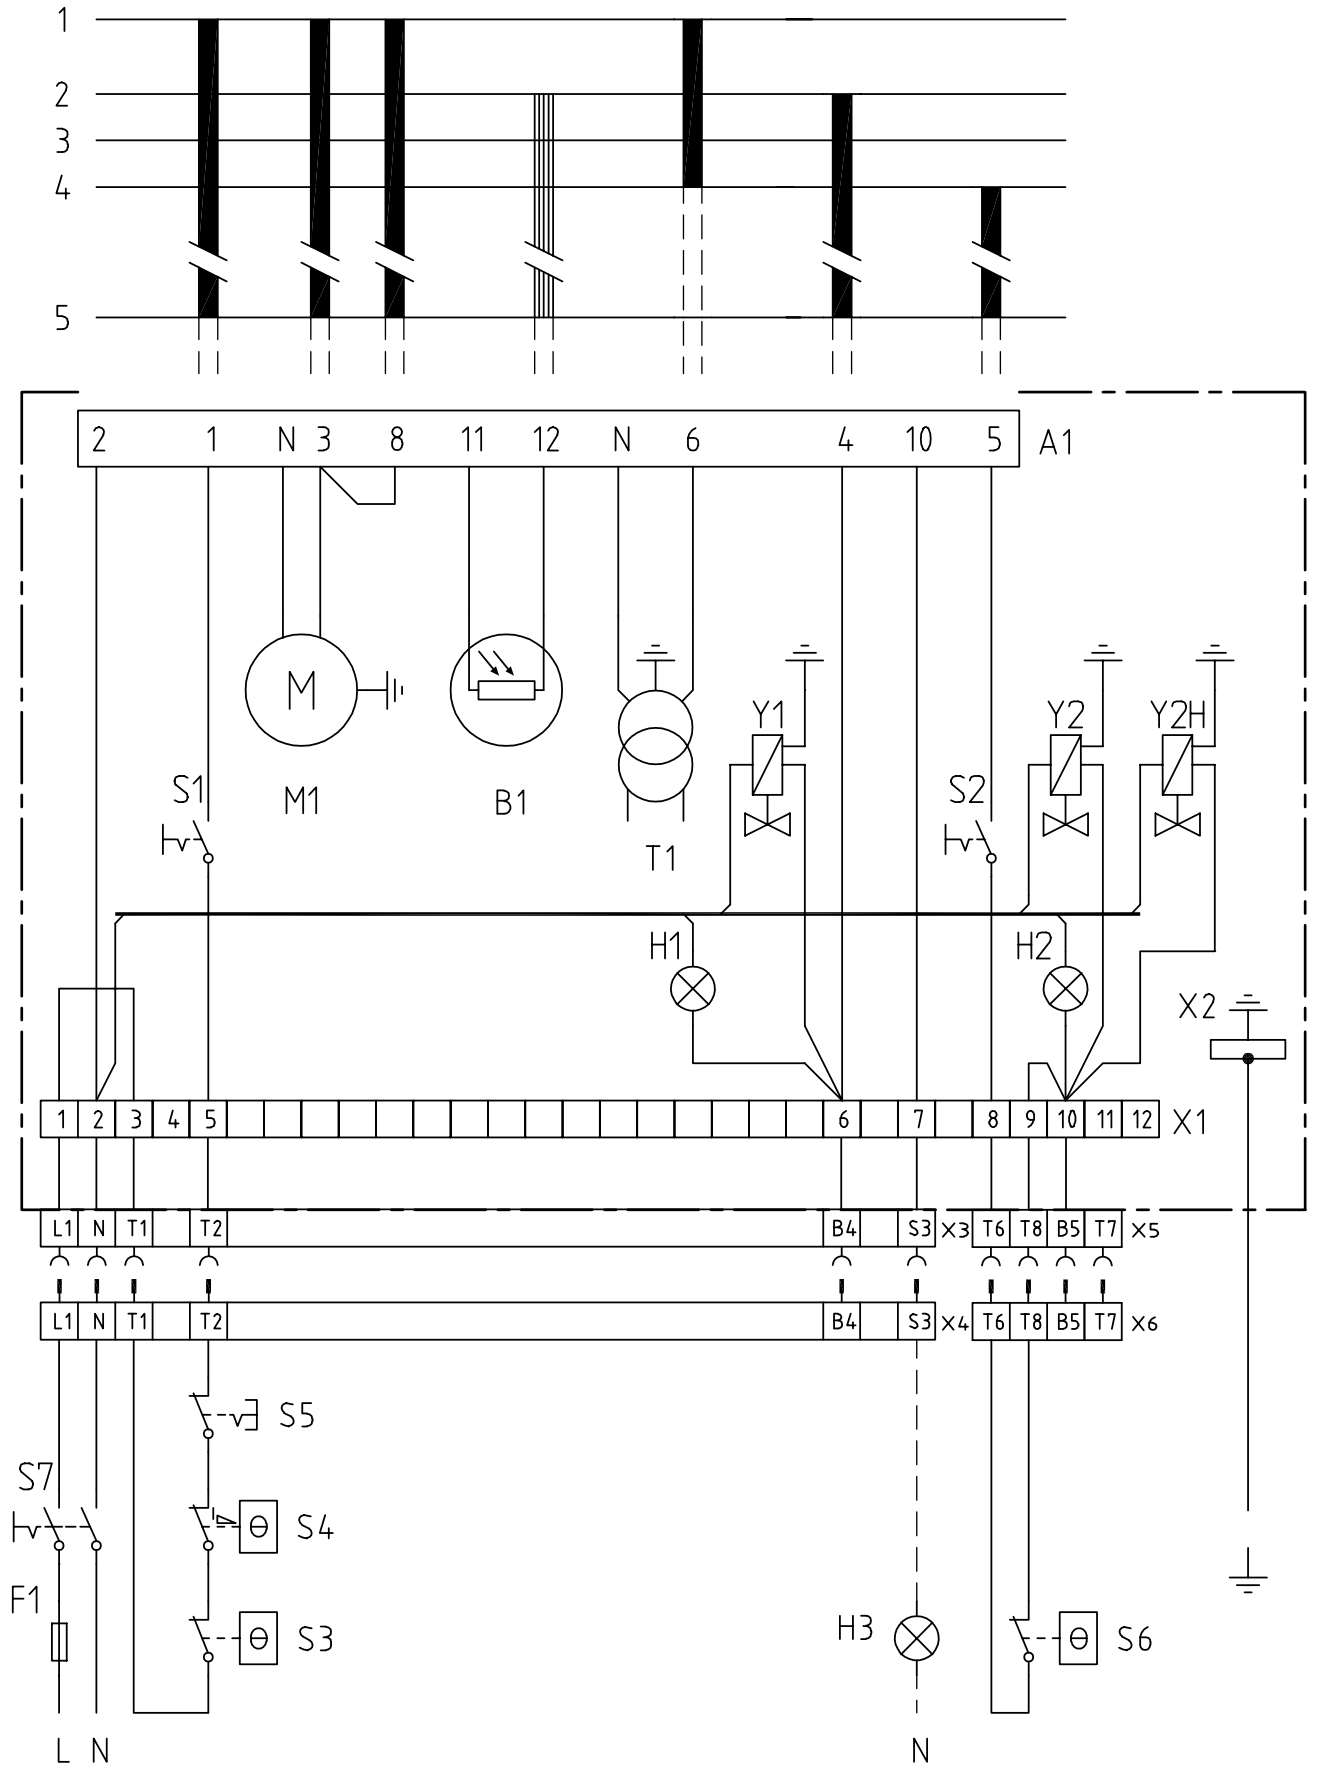 1
2
3
4
5
2 1 N 3 8 11 12 N 6 4 10 5 A1
M
Y1 Y2 Y2H
S1 M1 B1 S2
T1
H1 H2
X2
1 2 3 4 5 6 7 8 9 10 11 12 X1
L1 N T1 T2 B4 S3 X3 T6 T8 B5 T7 X5
L1 N T1 T2 B4 S3 X4 T6 T8 B5 T7 X6
S5
S7
θ S4
F1
θ S3 H3 θ S6
L N N